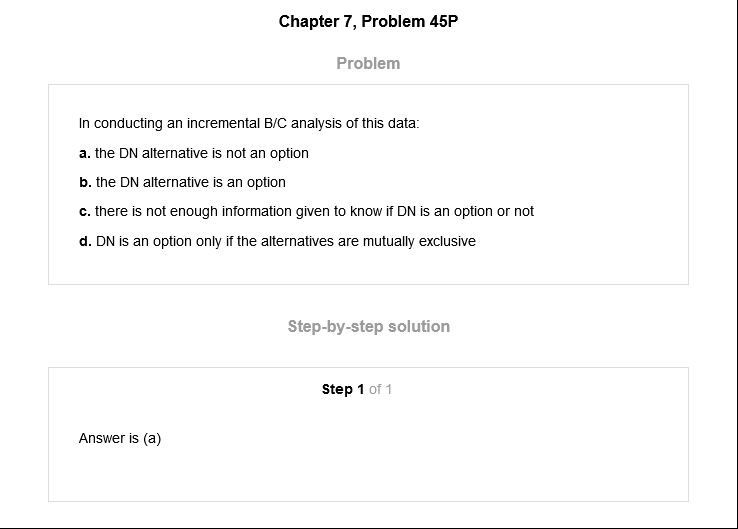 Chapter 7, Problem 45P
Problem
In conducting an incremental B/C analysis of this data:
a. the DN alternative is not an option
b. the DN alternative is an option
c. there is not enough information given to know if DN is an option or not
d. DN is an option only if the alternatives are mutually exclusive
Step-by-step solution
Step 1 of 1
Answer is (a)